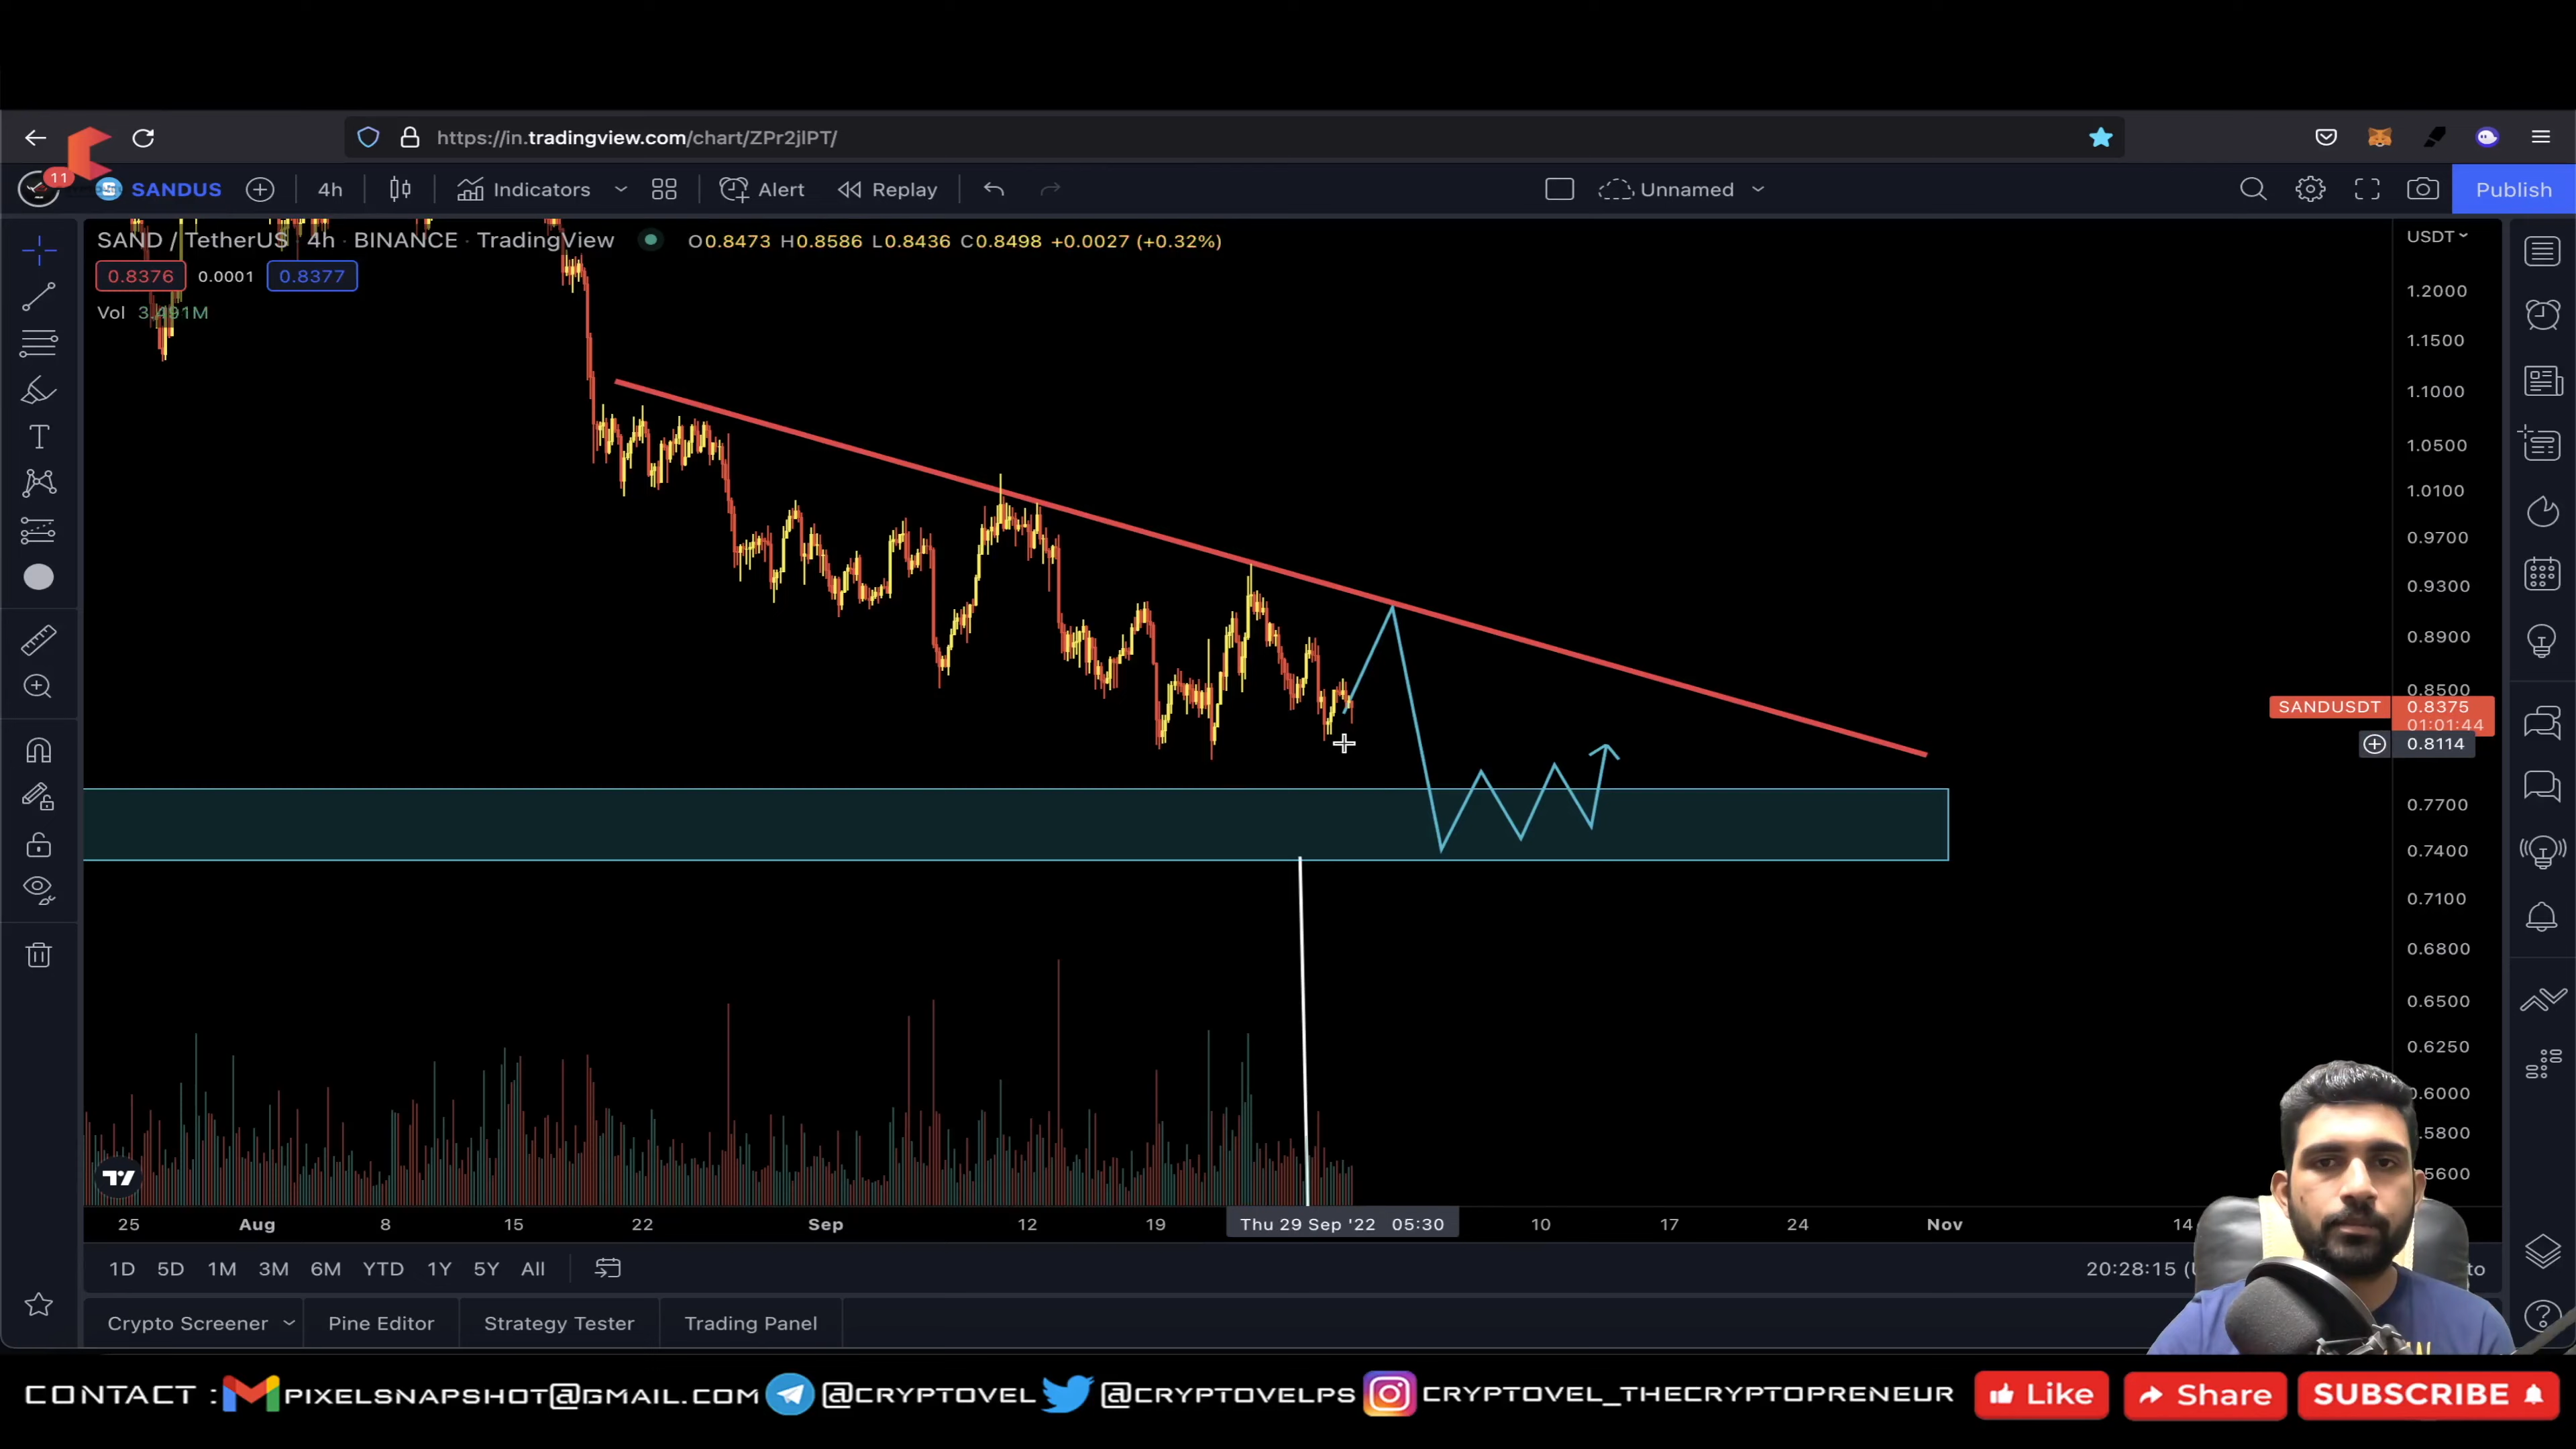 https://in.tradingview.com/chart/ZPr2jlPT/
11 SANDUS 4h Indicators Alert Replay Unnamed Publish
SAND / TetherUS · 4h · BINANCE · TradingView O0.8473 H0.8586 L0.8436 C0.8498 +0.0027 (+0.32%) USDT
0.8376 0.0001 0.8377
Vol 3.491M
1.2000
1.1500
1.1000
1.0500
1.0100
0.9700
0.9300
0.8900
0.8500
SANDUSDT 0.8375
01:01:44
0.8114
0.7700
0.7400
0.7100
0.6800
0.6500
0.6250
0.6000
.5800
.5600
25 Aug 8 15 22 Sep 12 19 Thu 29 Sep '22 05:30 10 17 24 Nov 14
1D 5D 1M 3M 6M YTD 1Y 5Y All 20:28:15 (U to
Crypto Screener Pine Editor Strategy Tester Trading Panel
CONTACT : PIXELSNAPSHOT@GMAIL.COM @CRYPTOVEL @CRYPTOVELPS CRYPTOVEL_THECRYPTOPRENEUR Like Share SUBSCRIBE